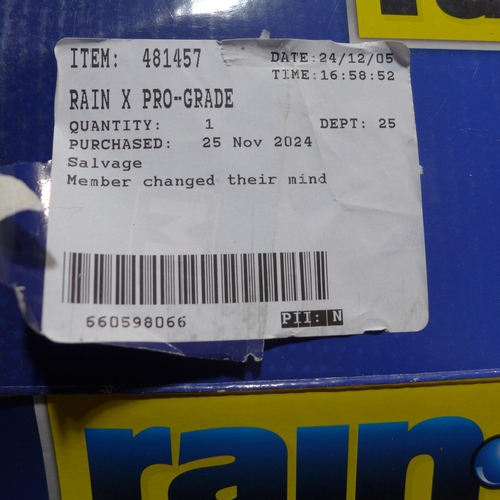 ITEM: 481457 DATE:24/12/05
TIME:16:58:52
RAIN X PRO-GRADE
QUANTITY: 1 DEPT: 25
PURCHASED: 25 Nov 2024
Salvage
Member changed their mind
660598066 PII: N
rain